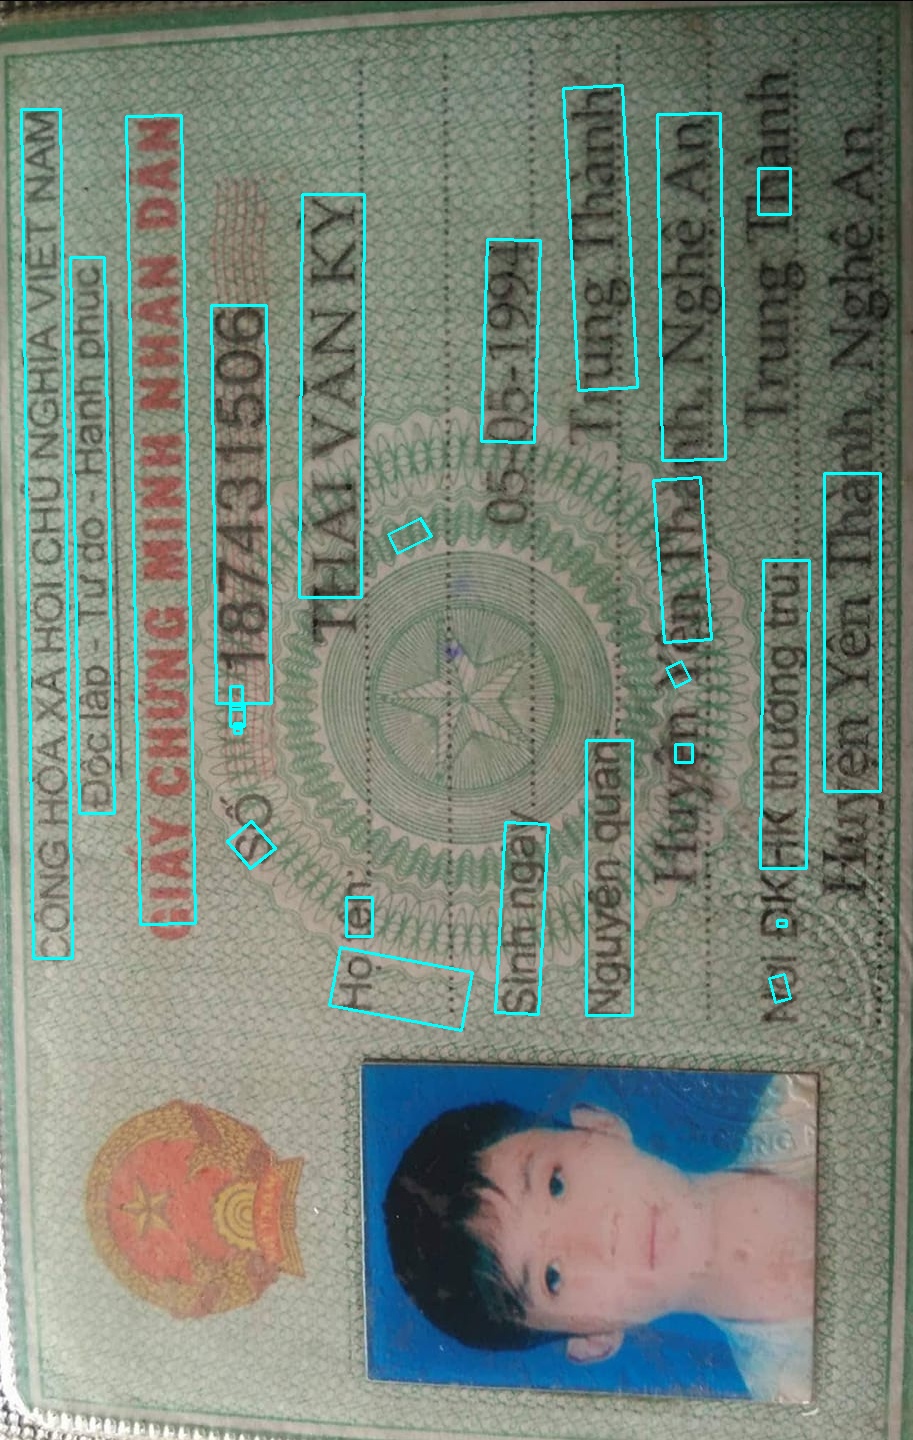 CỘNG HÒA XÃ HỘI CHỦ NGHĨA VIỆT NAM
Độc lập - Tự do - Hạnh phúc
GIẤY CHỨNG MINH NHÂN DÂN
SỐ 187431506
Họ tên: THÁI VĂN KỲ
Sinh ngày 05-05-1994
Nguyên quán Trung Thành
Huyện Yên Thành, Nghệ An
Nơi ĐKHK thường trú: Trung Thành
Huyện Yên Thành, Nghệ An